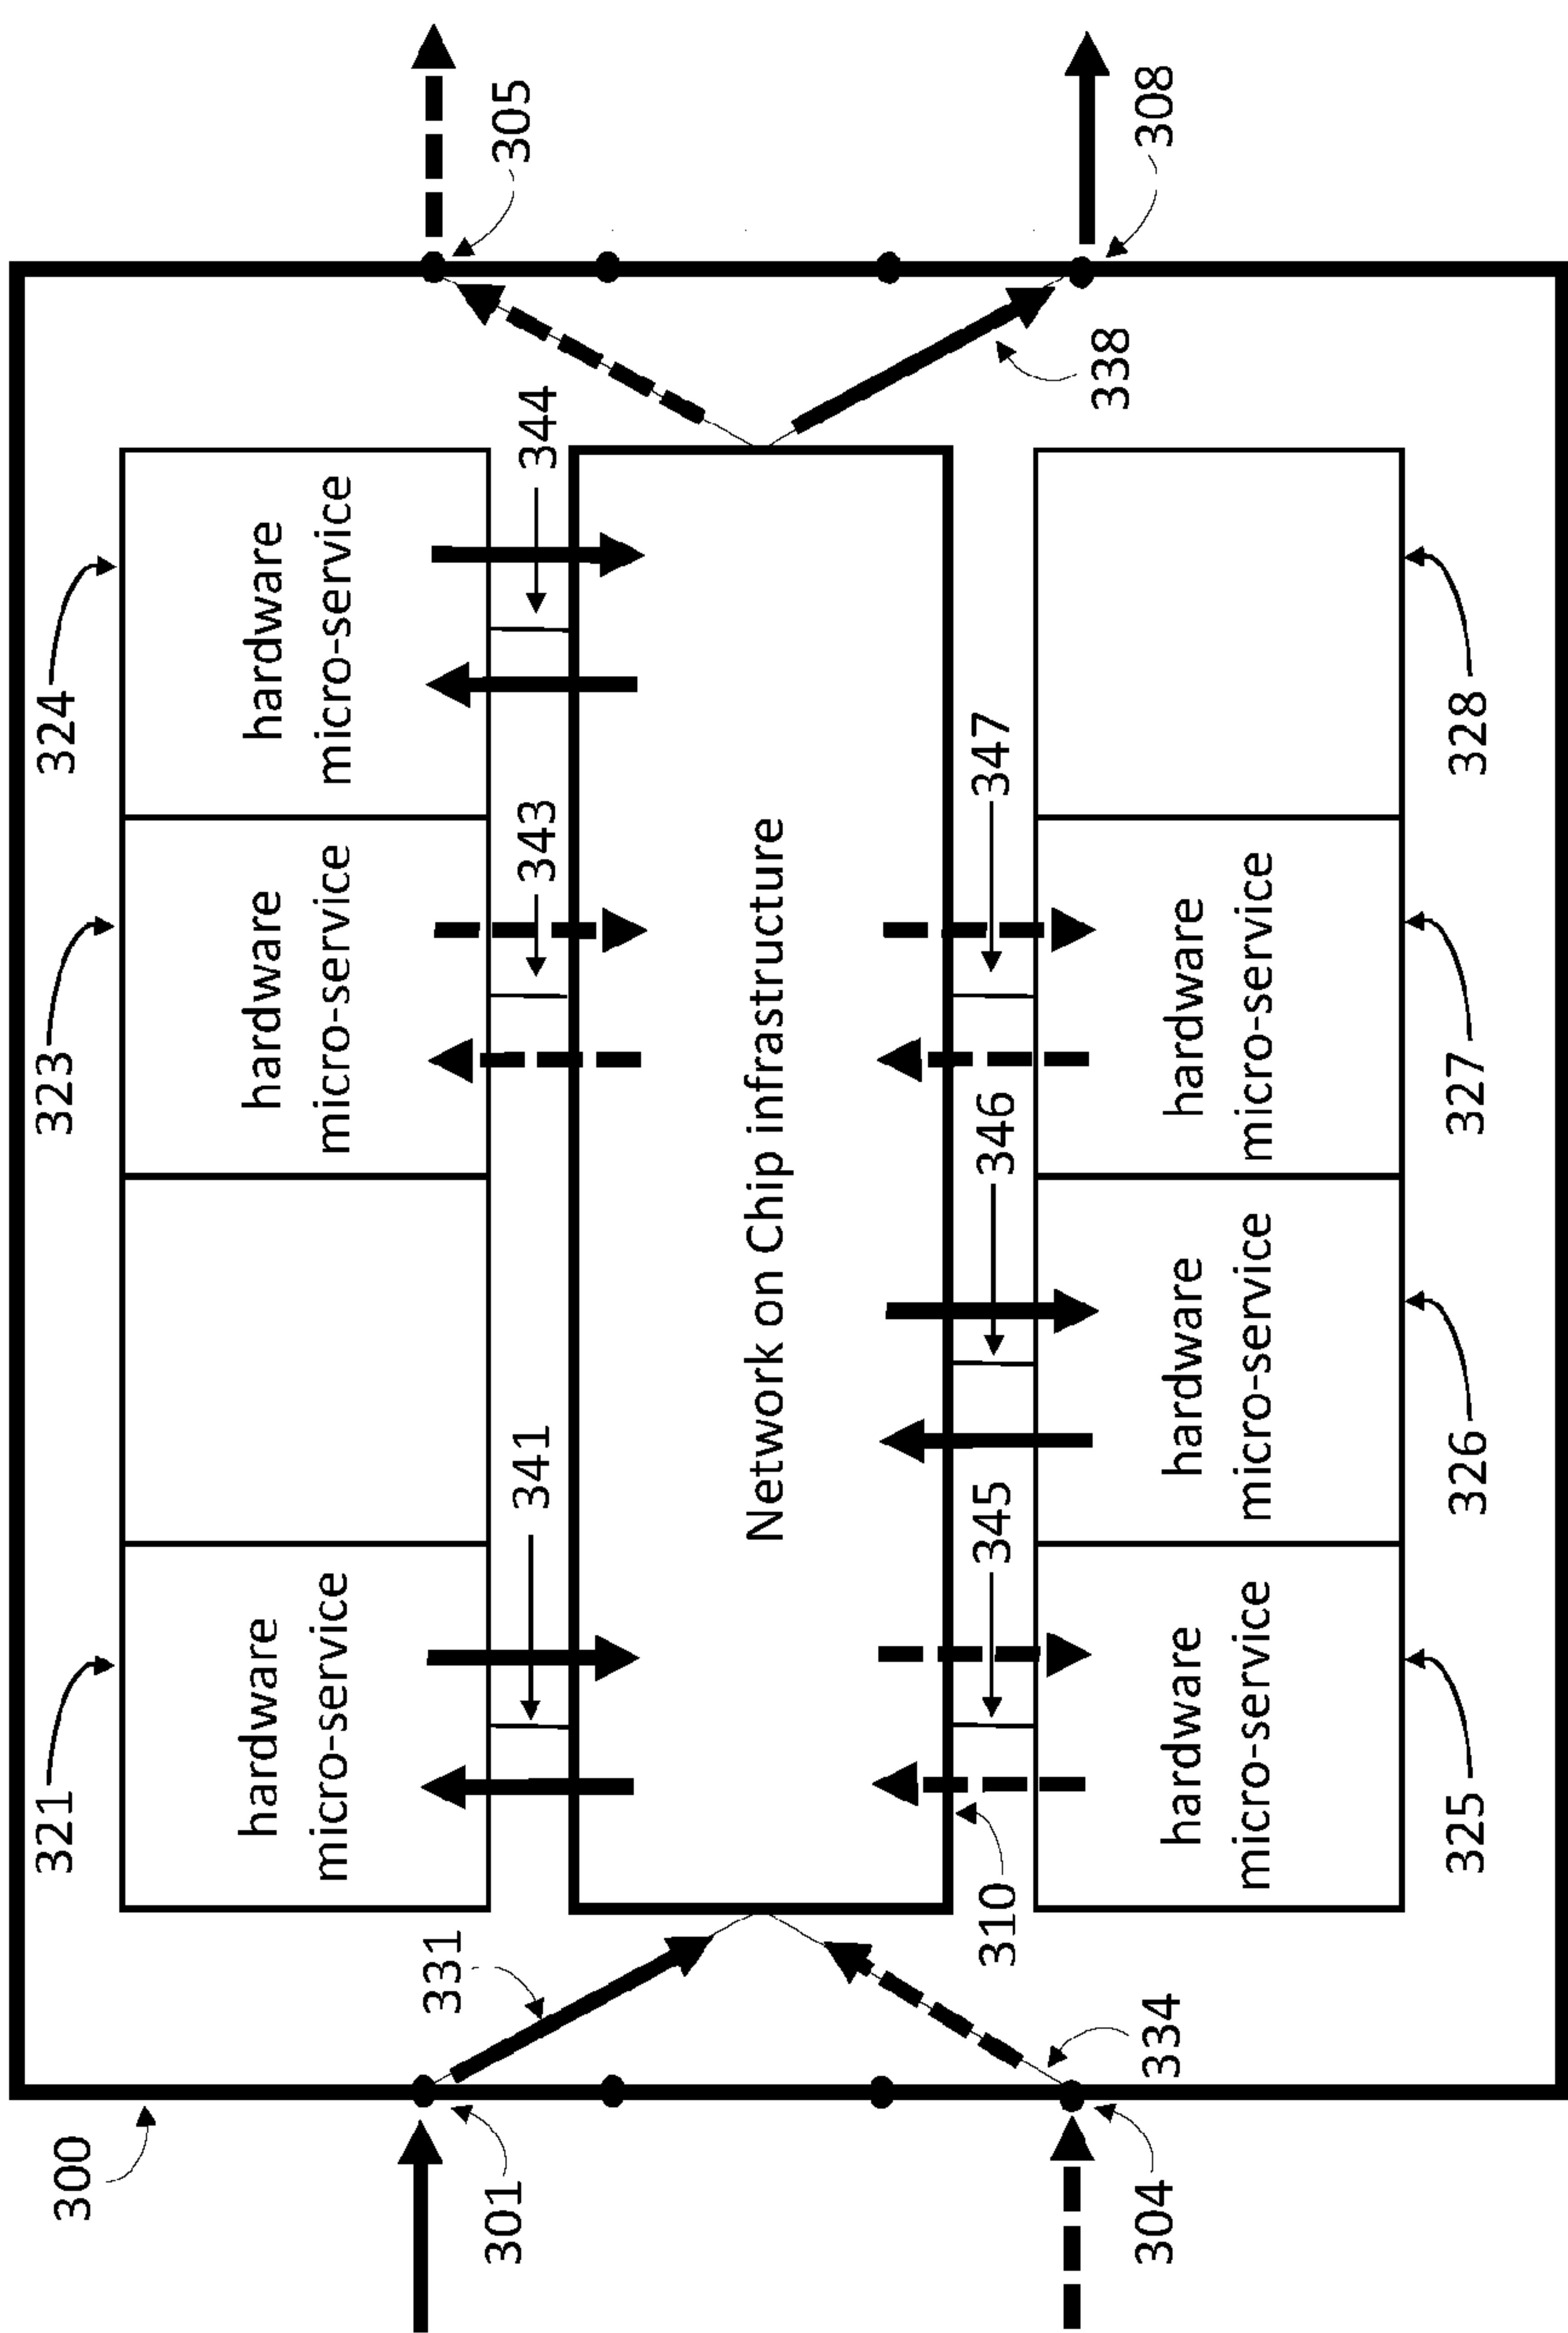 300
321
323
324
hardware
micro-service
hardware
micro-service
hardware
micro-service
331
341
343
344
305
301
Network on Chip infrastructure
310
345
346
347
338
308
334
304
hardware
micro-service
hardware
micro-service
hardware
micro-service
325
326
327
328